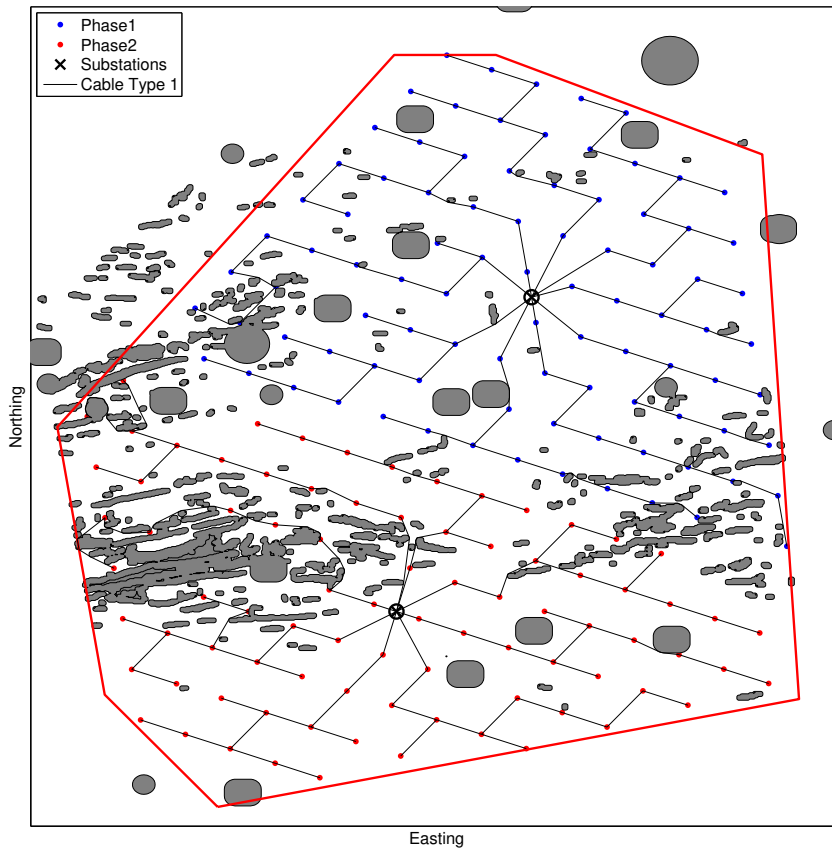 Phase1
Phase2
Substations
Cable Type 1
Northing
Easting